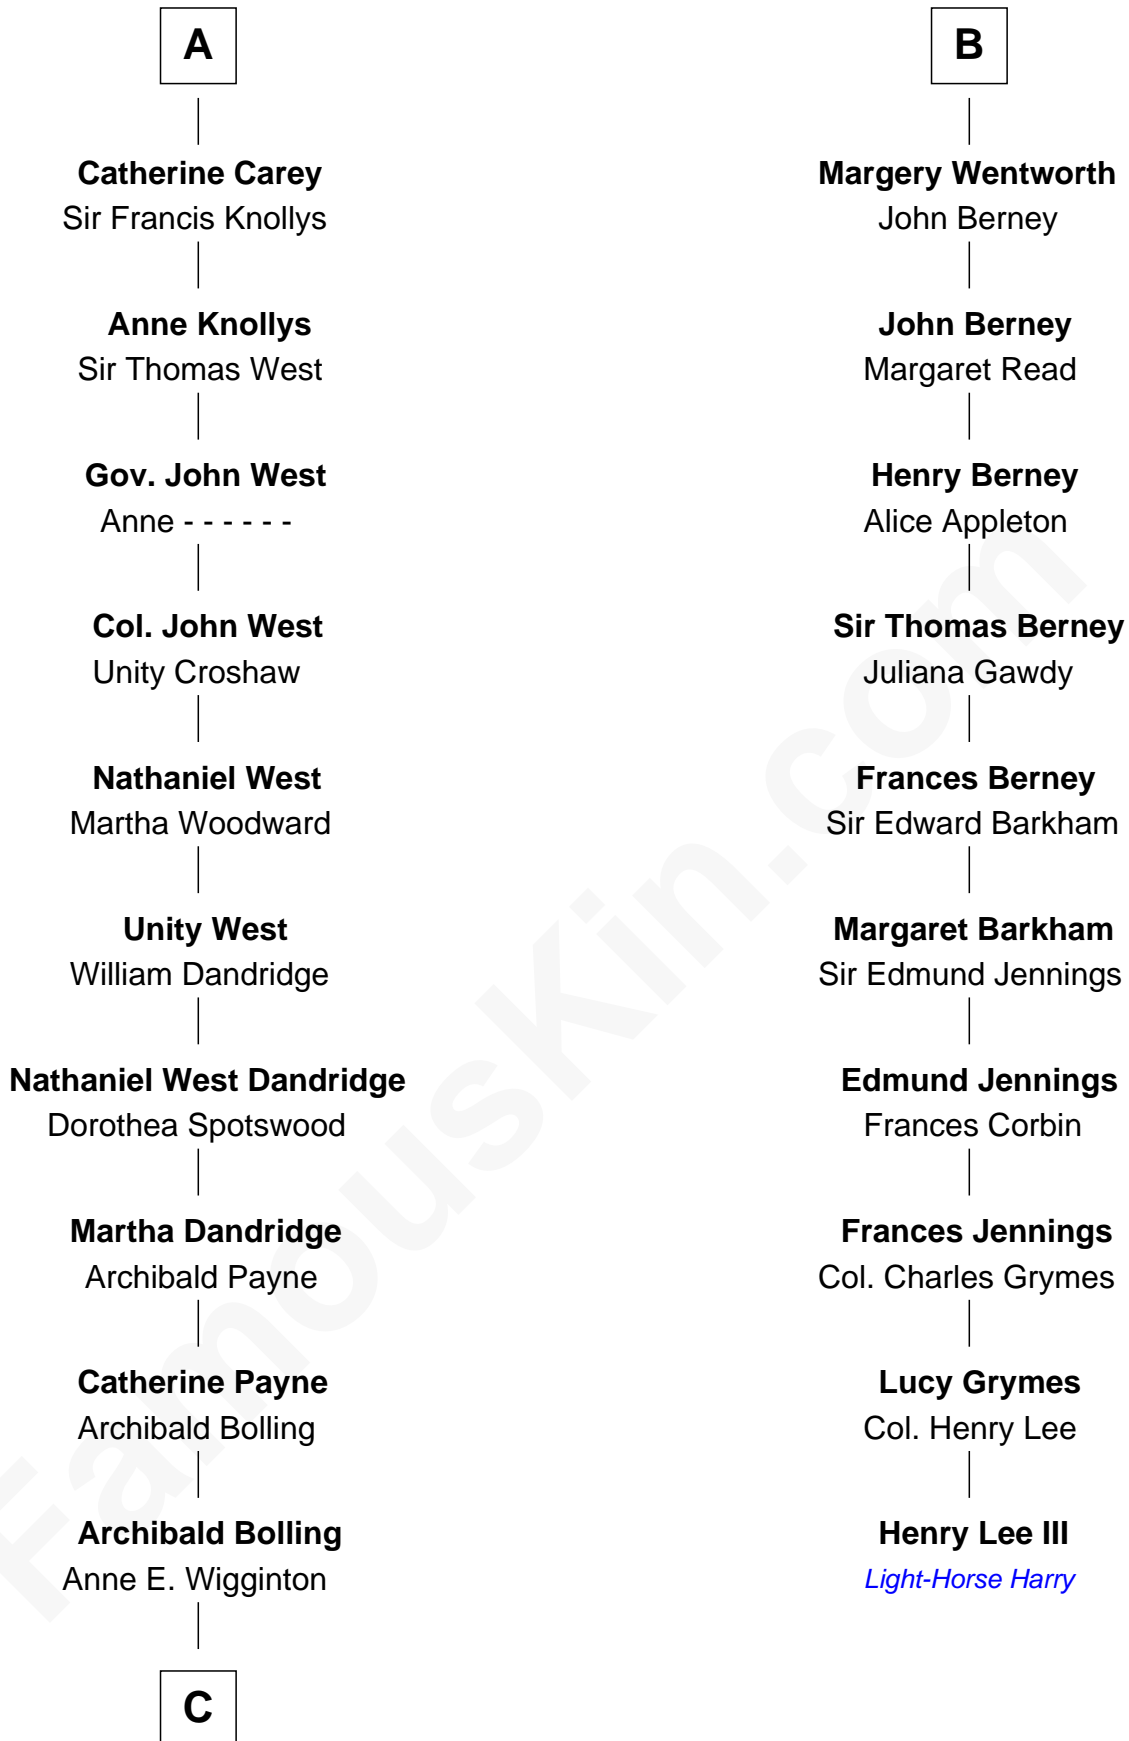 A
Catherine Carey
Sir Francis Knollys
Anne Knollys
Sir Thomas West
Gov. John West
Anne - - - - - -
Col. John West
Unity Croshaw
Nathaniel West
Martha Woodward
Unity West
William Dandridge
Nathaniel West Dandridge
Dorothea Spotswood
Martha Dandridge
Archibald Payne
Catherine Payne
Archibald Bolling
Archibald Bolling
Anne E. Wigginton
C
B
Margery Wentworth
John Berney
John Berney
Margaret Read
Henry Berney
Alice Appleton
Sir Thomas Berney
Juliana Gawdy
Frances Berney
Sir Edward Barkham
Margaret Barkham
Sir Edmund Jennings
Edmund Jennings
Frances Corbin
Frances Jennings
Col. Charles Grymes
Lucy Grymes
Col. Henry Lee
Henry Lee III
Light-Horse Harry
FamousKin.com